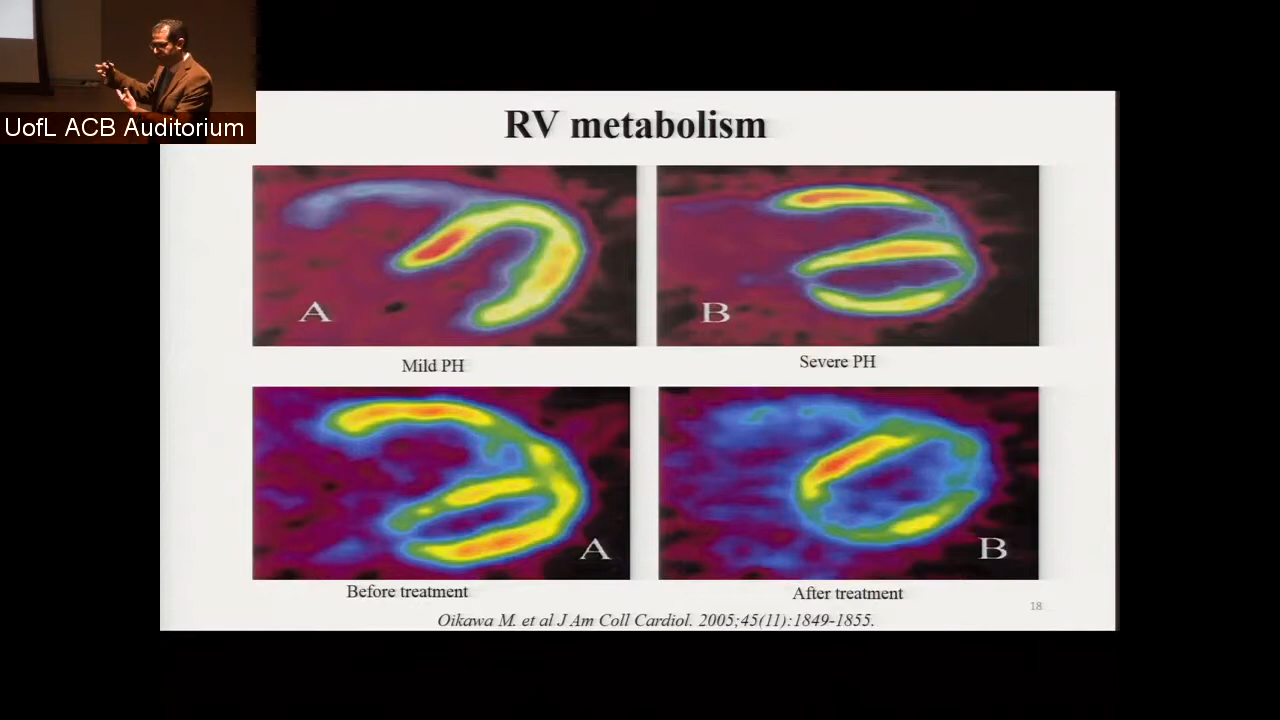 UofL ACB Auditorium
RV metabolism
A
B
Mild PH
Severe PH
A
B
Before treatment
After treatment
18
Oikawa M. et al J Am Coll Cardiol. 2005;45(11):1849-1855.